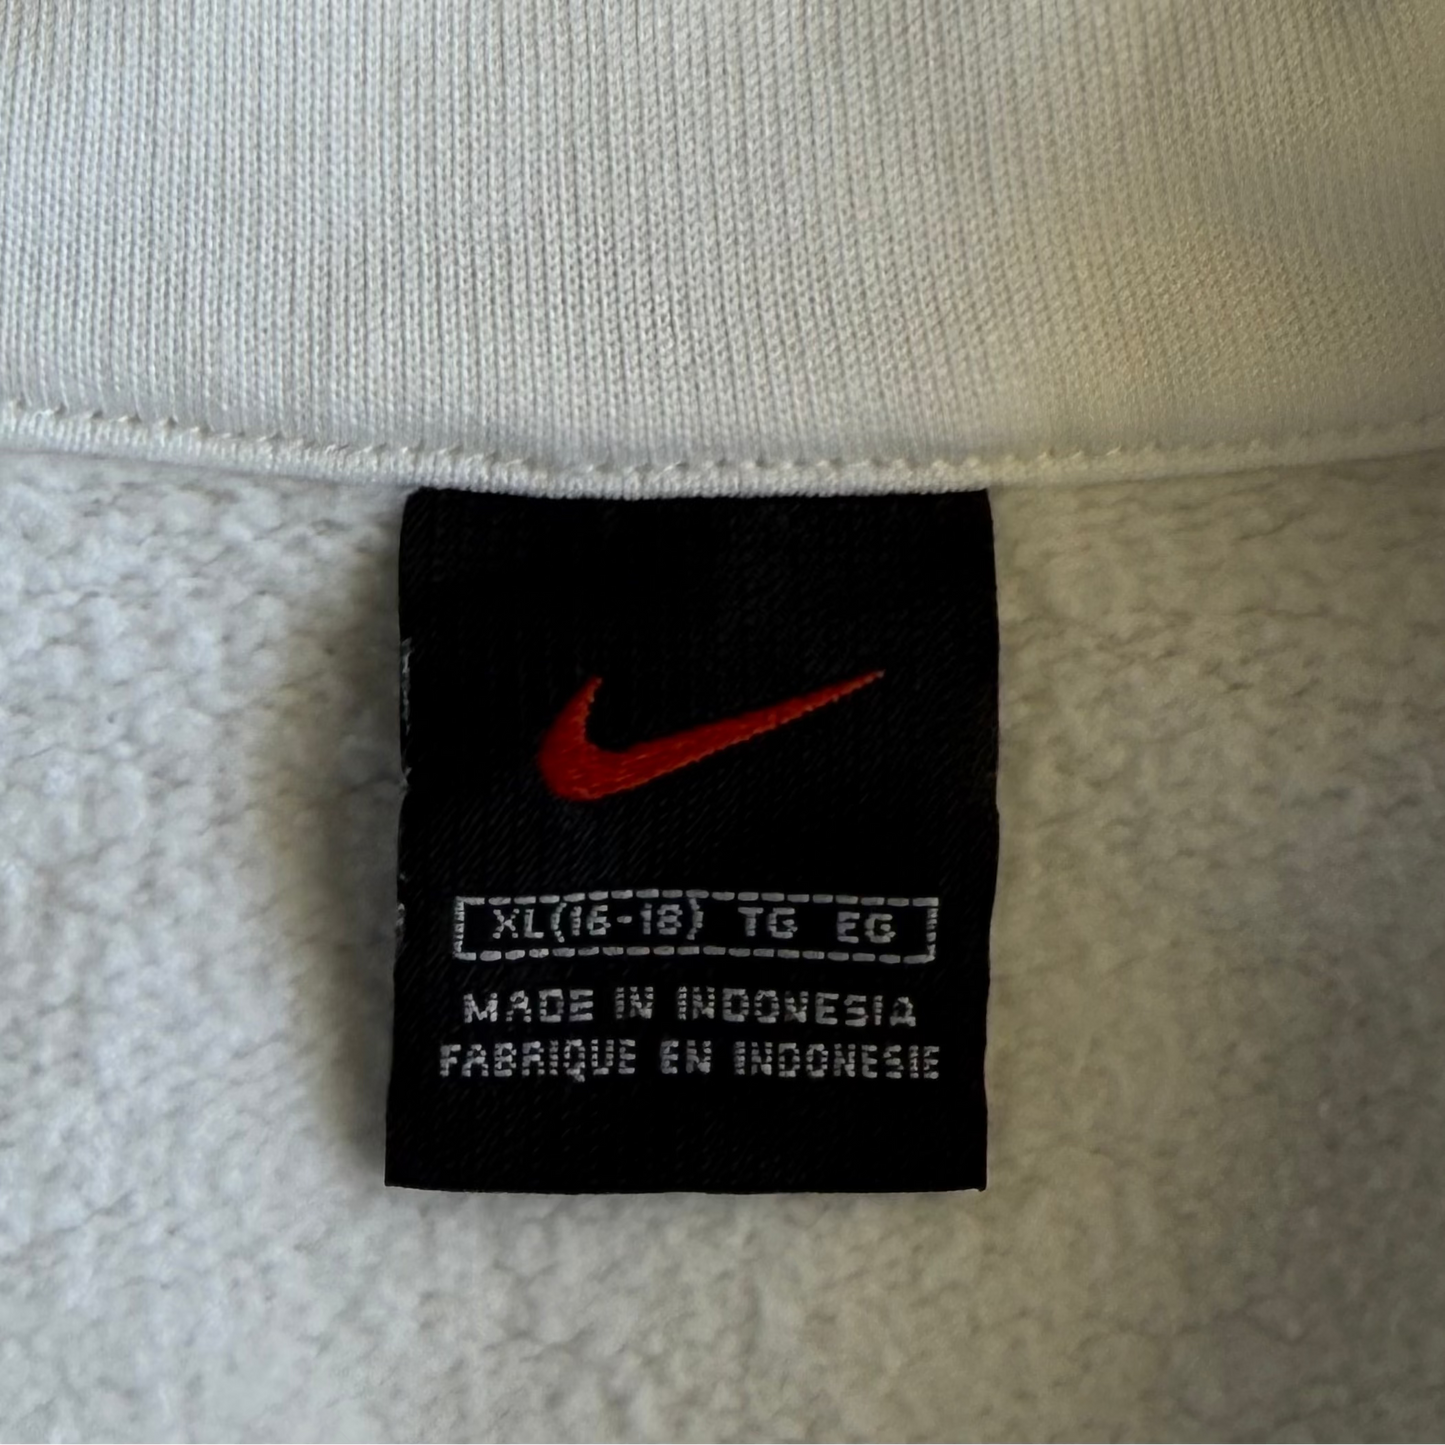 XL(16-18) TG EG
MADE IN INDONESIA
FABRIQUE EN INDONESIE